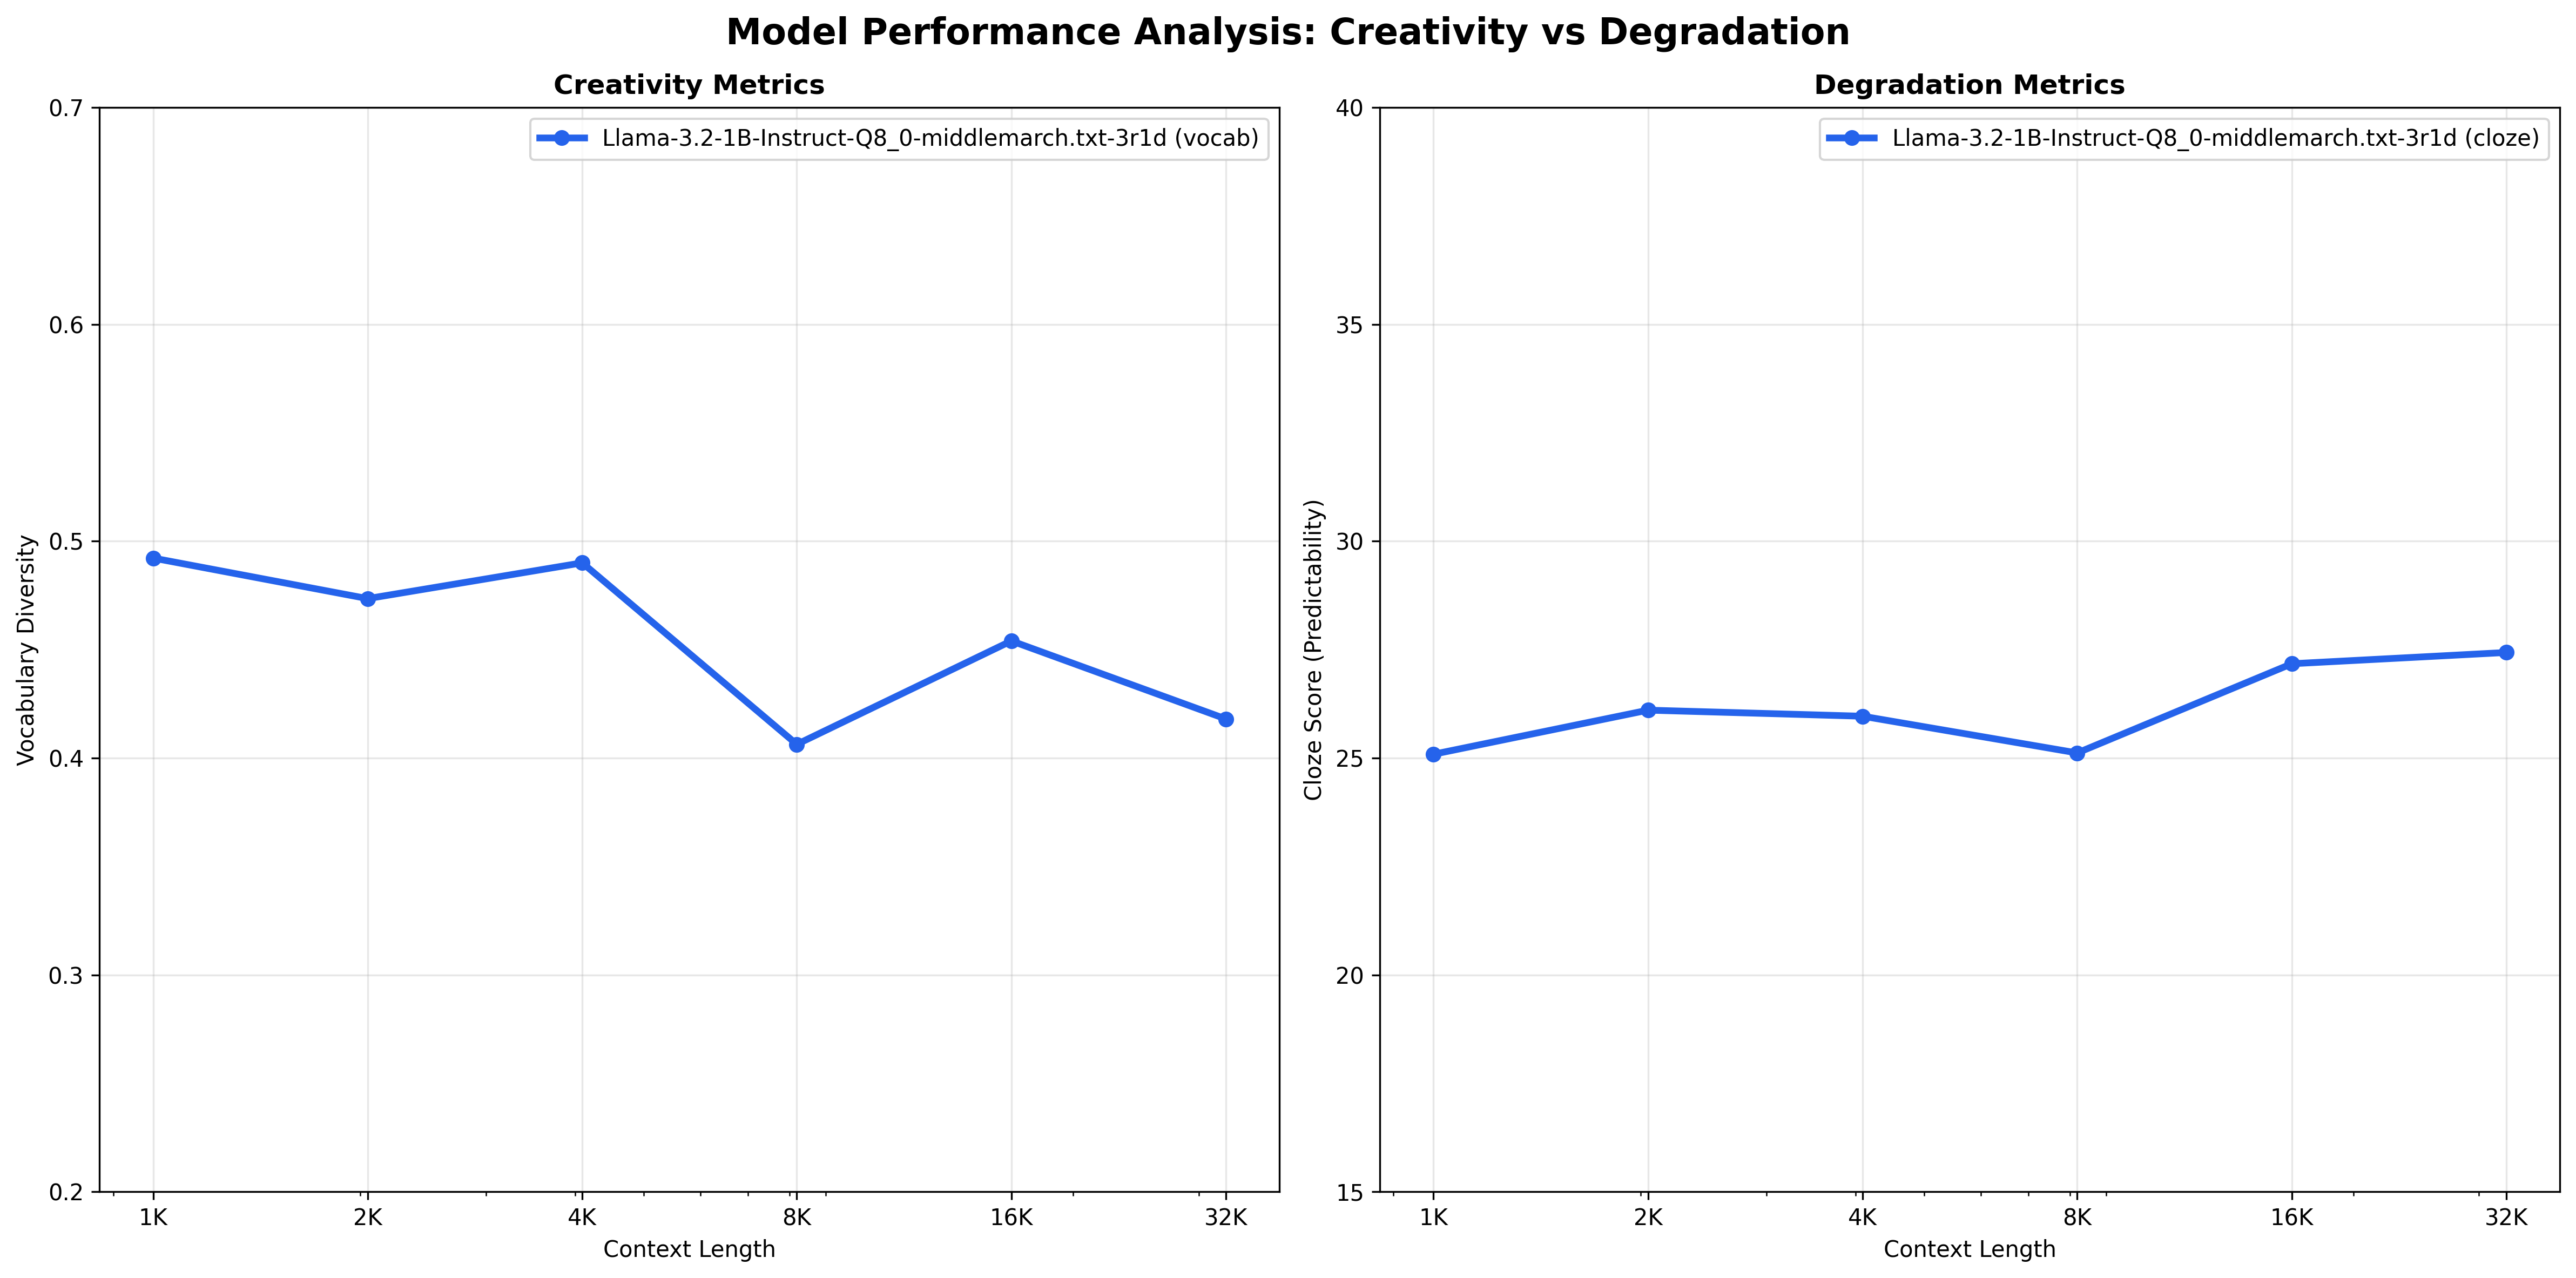 Model Performance Analysis: Creativity vs Degradation
Creativity Metrics
Llama-3.2-1B-Instruct-Q8_0-middlemarch.txt-3r1d (vocab)
Vocabulary Diversity
0.7
0.6
0.5
0.4
0.3
0.2
1K 2K 4K 8K 16K 32K
Context Length
Degradation Metrics
Llama-3.2-1B-Instruct-Q8_0-middlemarch.txt-3r1d (cloze)
Cloze Score (Predictability)
40
35
30
25
20
15
1K 2K 4K 8K 16K 32K
Context Length